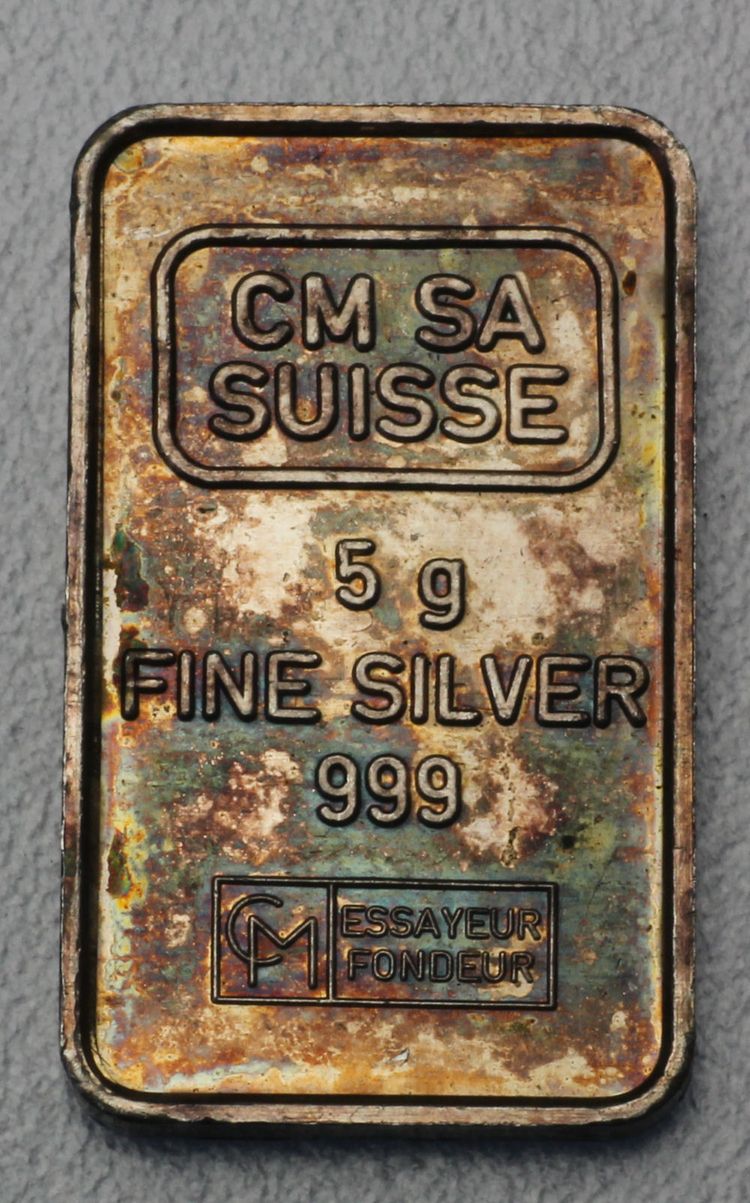 CM SA
SUISSE
5 g
FINE SILVER
999
CM
ESSAYEUR
FONDEUR